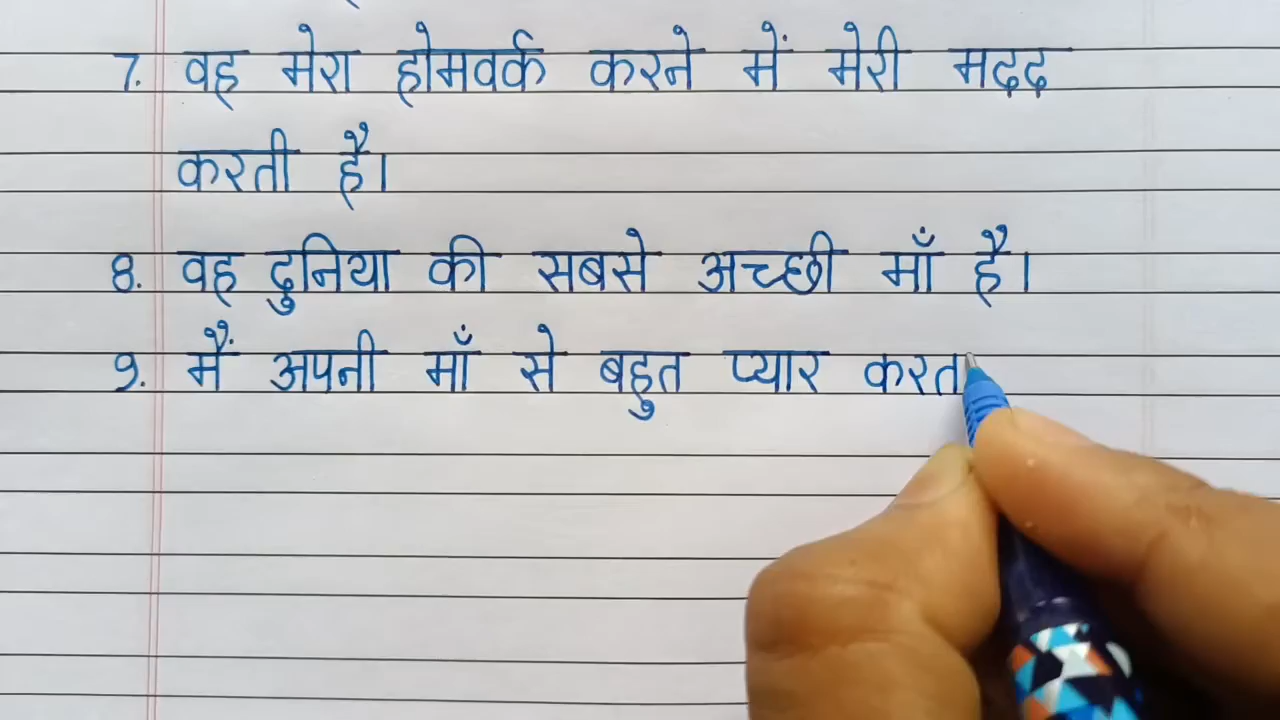 7. वह मेरा होमवर्क करने में मेरी मदद
करती है।
8. वह दुनिया की सबसे अच्छी माँ है।
9. मैं अपनी माँ से बहुत प्यार करत